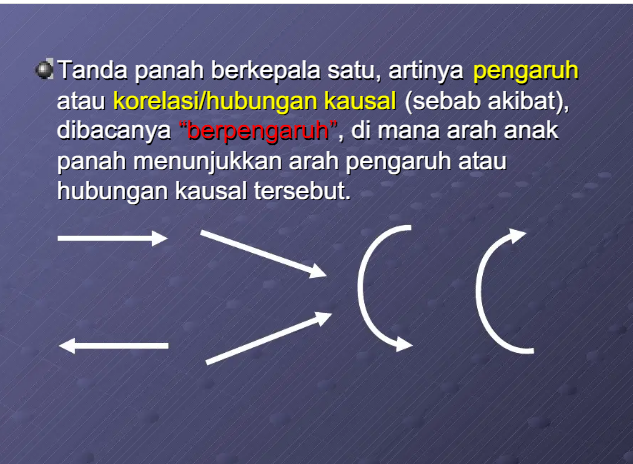 Tanda panah berkepala satu, artinya pengaruh
atau korelasi/hubungan kausal (sebab akibat),
dibacanya “berpengaruh”, di mana arah anak
panah menunjukkan arah pengaruh atau
hubungan kausal tersebut.